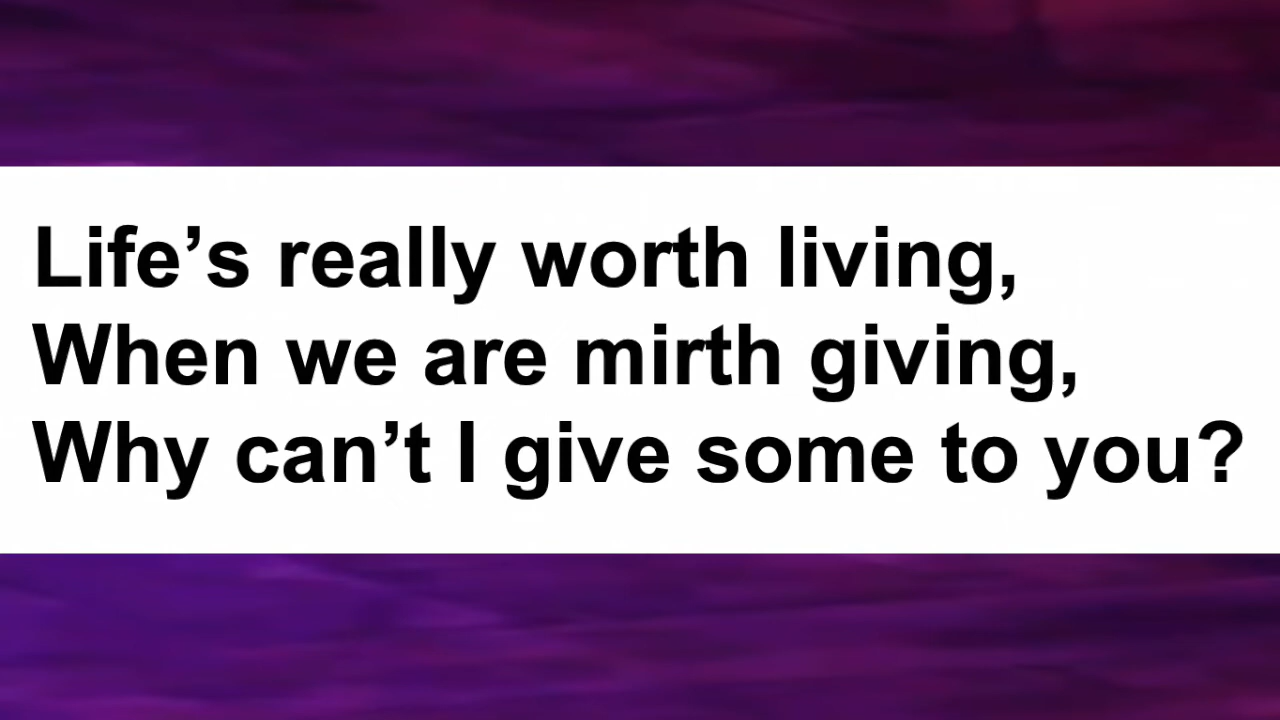 Life’s really worth living,
When we are mirth giving,
Why can’t I give some to you?